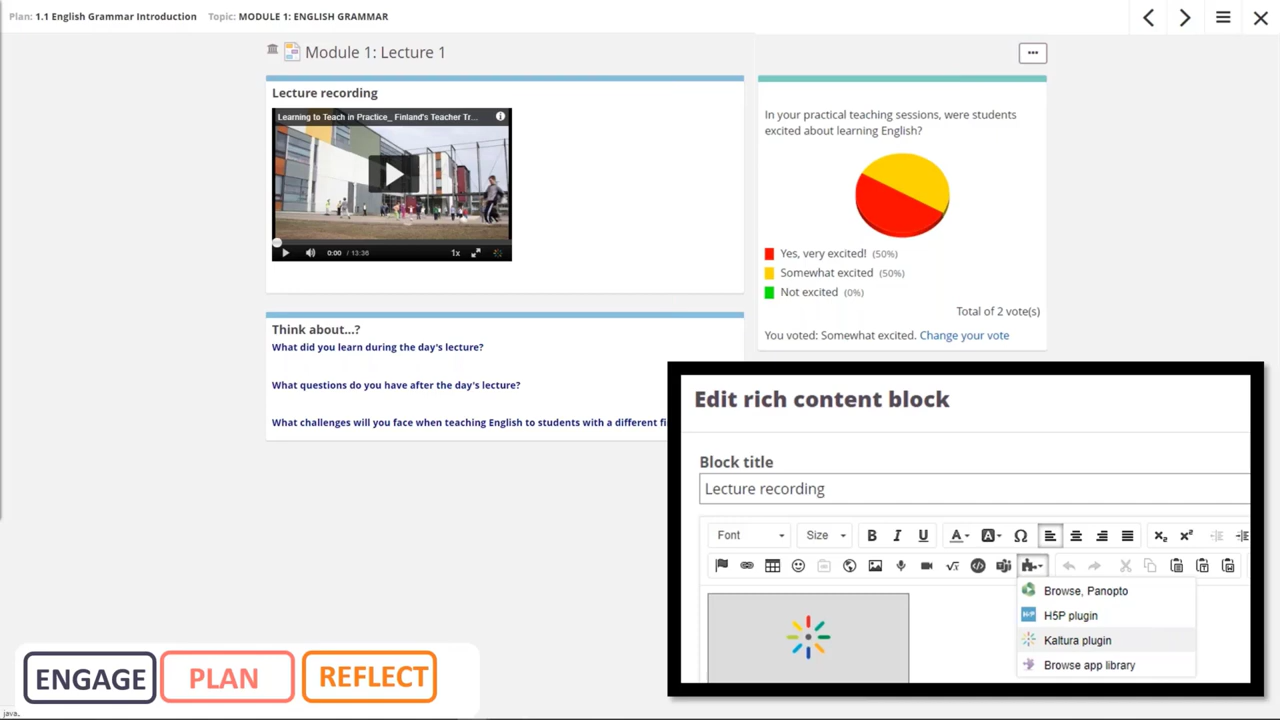 Plan: 1.1 English Grammar Introduction Topic: MODULE 1: ENGLISH GRAMMAR
Module 1: Lecture 1
Lecture recording
Learning to Teach in Practice_ Finland's Teacher Tr...
0:00 / 13:36
1x
Think about...?
What did you learn during the day's lecture?
What questions do you have after the day's lecture?
What challenges will you face when teaching English to students with a different fi
In your practical teaching sessions, were students
excited about learning English?
Yes, very excited! (50%)
Somewhat excited (50%)
Not excited (0%)
Total of 2 vote(s)
You voted: Somewhat excited. Change your vote
Edit rich content block
Block title
Lecture recording
Font Size B I U A A Ω x₂ x²
Browse, Panopto
H5P plugin
Kaltura plugin
Browse app library
ENGAGE PLAN REFLECT